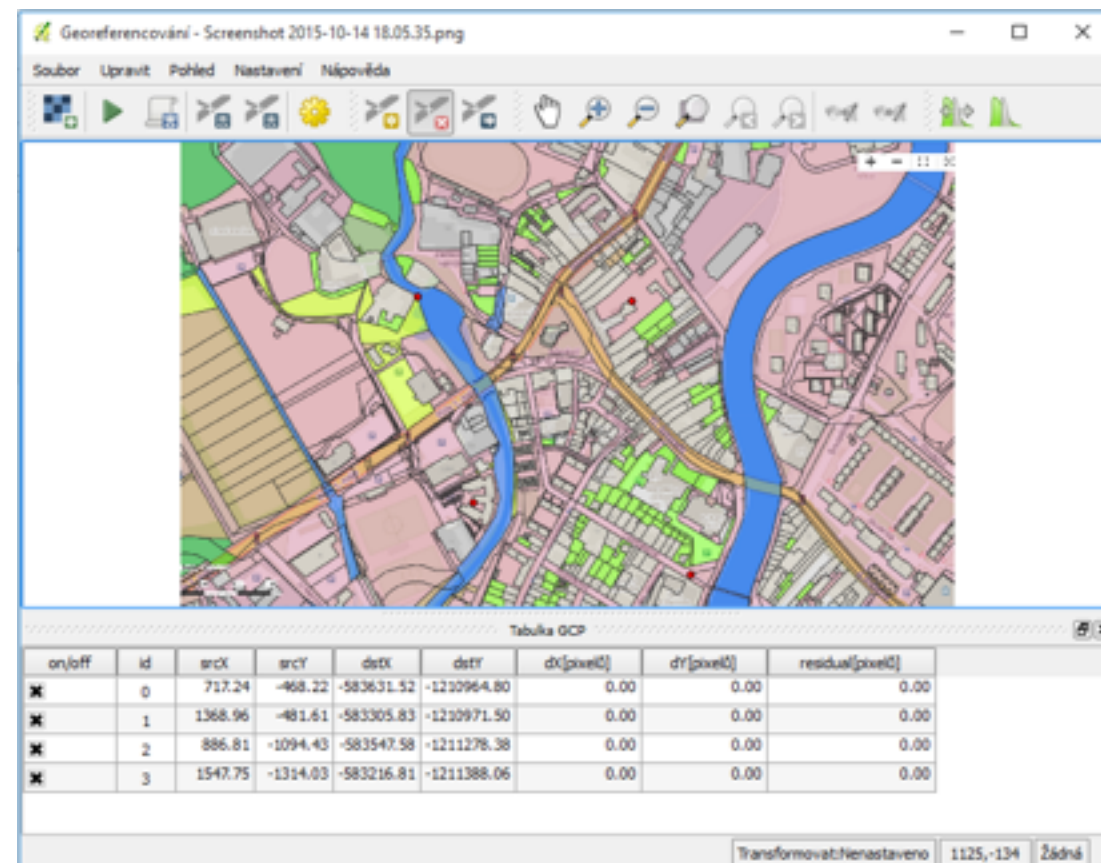 Georeferencování - Screenshot 2015-10-14 18.05.35.png
Soubor Upravit Pohled Nastavení Nápověda
Tabulka GCP
on/off id srcX srcY dstX dstY dX[pixelů] dY[pixelů] residual[pixelů]
0 717.24 -468.22 -583631.52 -1210964.80 0.00 0.00 0.00
1 1368.96 -481.61 -583305.83 -1210971.50 0.00 0.00 0.00
2 886.81 -1094.43 -583547.58 -1211278.38 0.00 0.00 0.00
3 1547.75 -1314.03 -583216.81 -1211388.06 0.00 0.00 0.00
Transformovat:Nenastaveno 1125,-134 Žádná